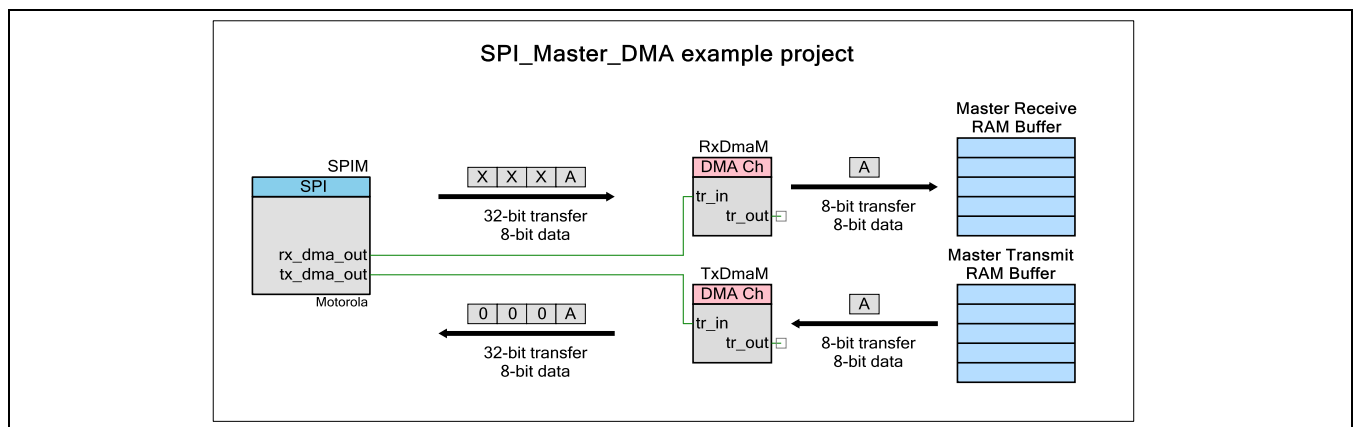 SPI_Master_DMA example project
SPIM
SPI
rx_dma_out
tx_dma_out
Motorola
X X X A
32-bit transfer
8-bit data
0 0 0 A
32-bit transfer
8-bit data
RxDmaM
DMA Ch
tr_in
tr_out
TxDmaM
DMA Ch
tr_in
tr_out
A
8-bit transfer
8-bit data
A
8-bit transfer
8-bit data
Master Receive
RAM Buffer
Master Transmit
RAM Buffer